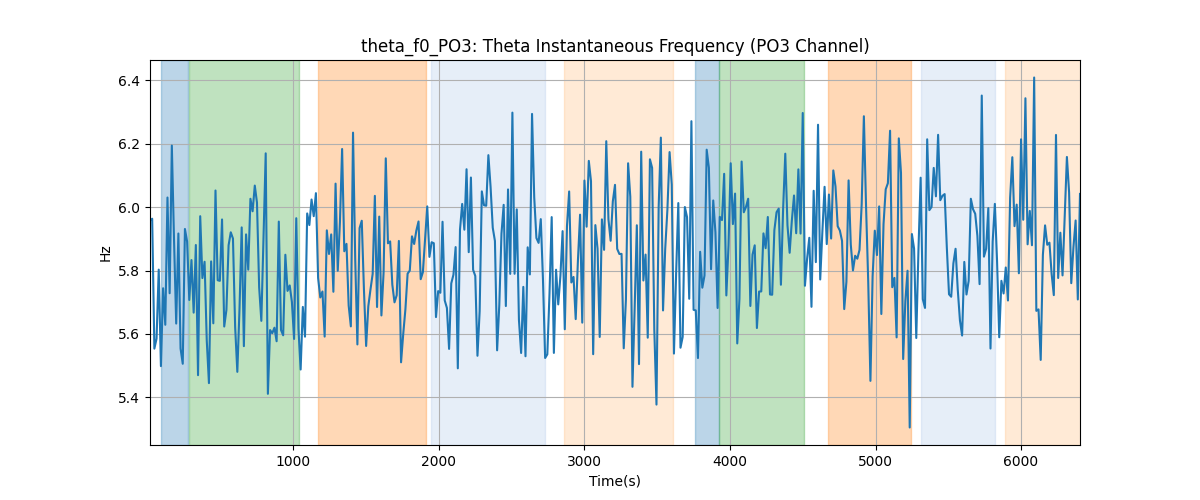 theta_f0_PO3: Theta Instantaneous Frequency (PO3 Channel)
6.4
6.2
6.0
5.8
5.6
5.4
Hz
1000 2000 3000 4000 5000 6000
Time(s)